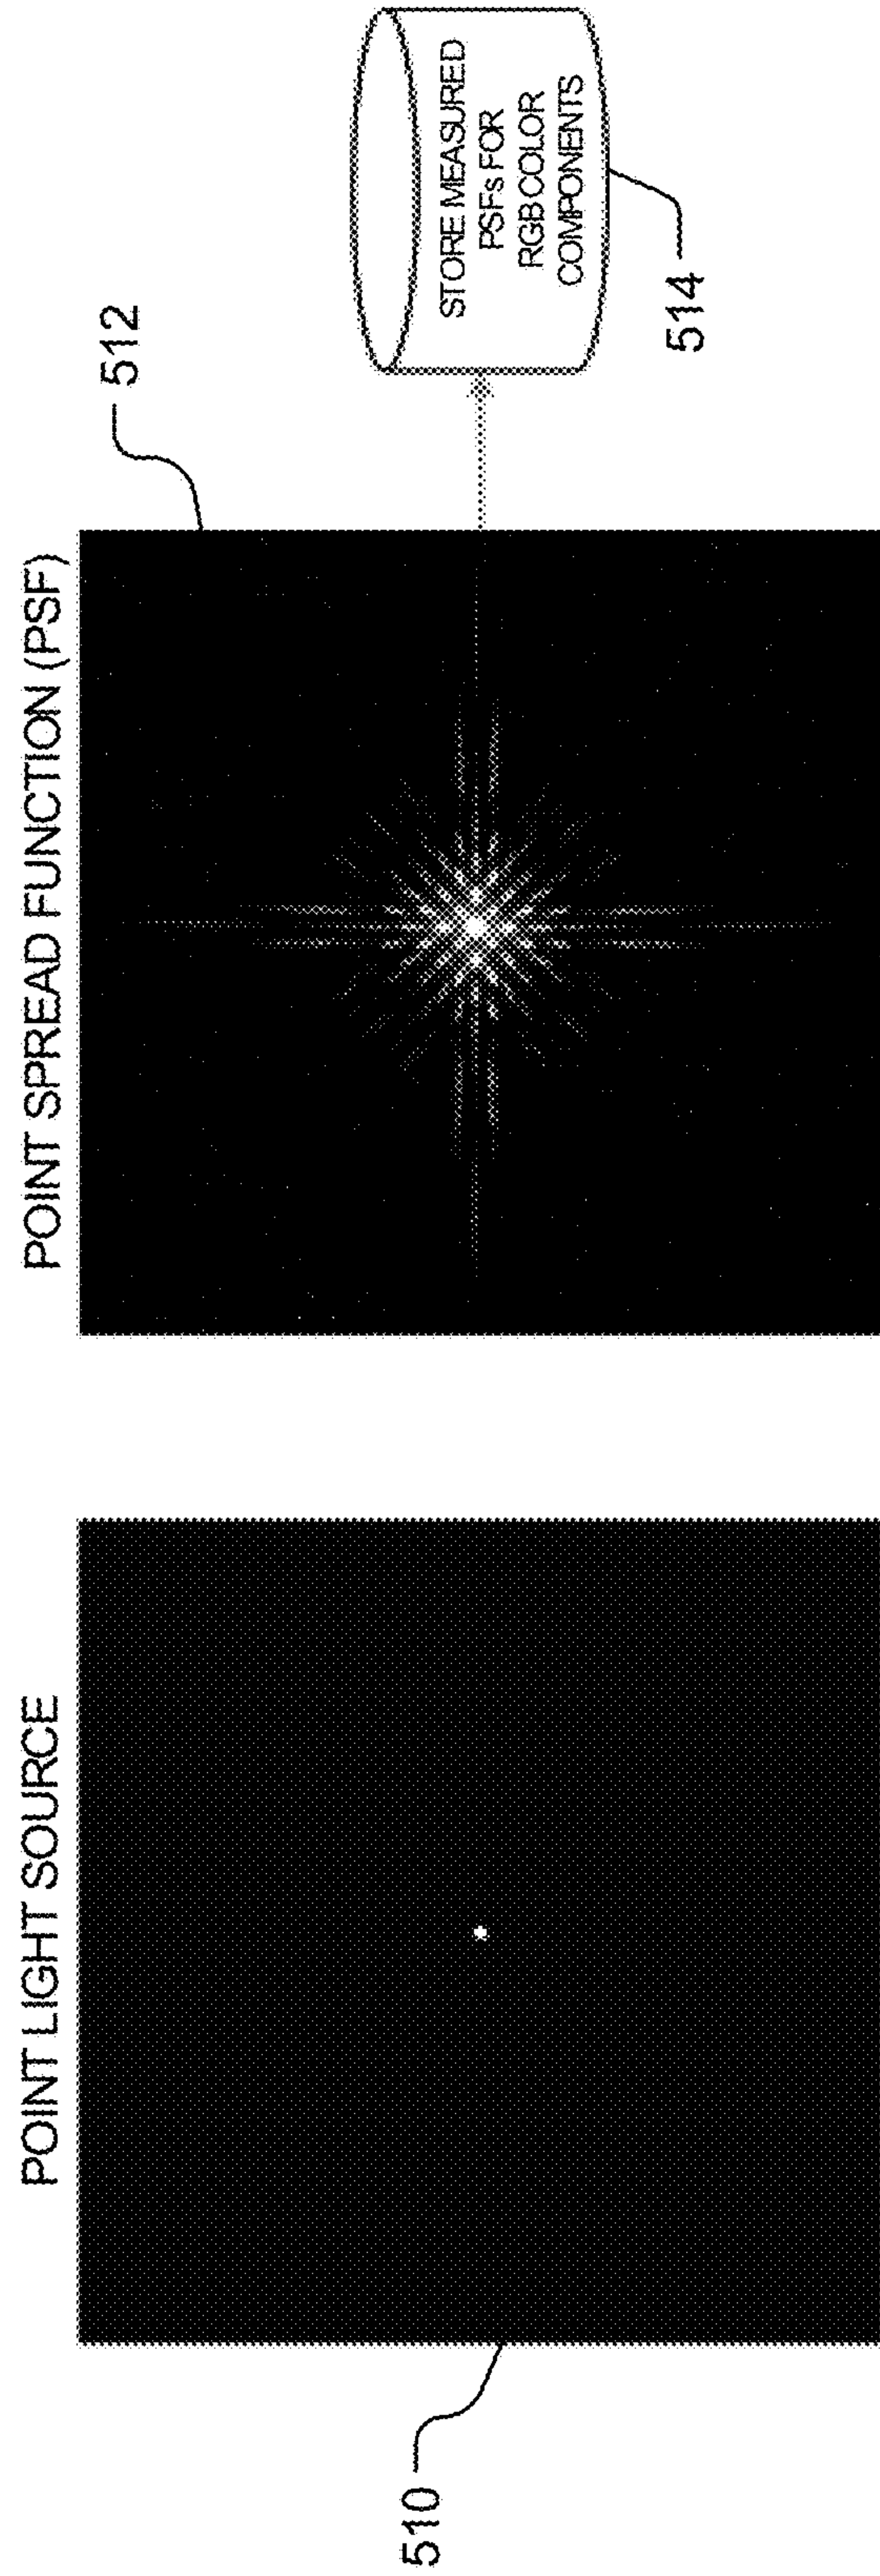 POINT LIGHT SOURCE
510
POINT SPREAD FUNCTION (PSF)
512
STORE MEASURED
PSFs FOR
RGB COLOR
COMPONENTS
514